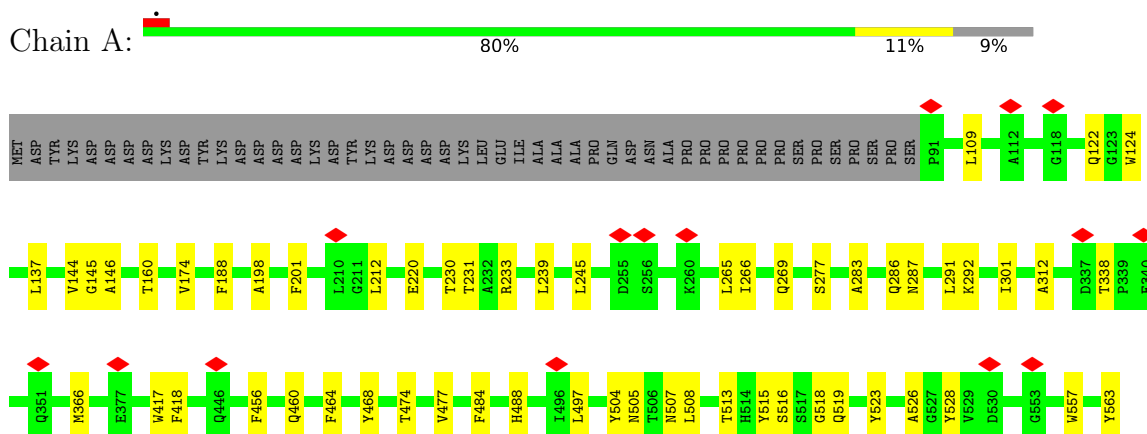 Chain A:
80% 11% 9%
MET ASP TYR LYS ASP ASP ASP ASP LYS ASP TYR LYS ASP ASP ASP ASP LYS ASP TYR LYS ASP ASP ASP ASP LYS LEU GLU ILE ALA ALA ALA PRO GLN ASP ASN ALA PRO PRO PRO PRO PRO PRO SER PRO SER PRO SER PRO SER P91 L109 A112 G118 Q122 G123 W124
L137 V144 G145 A146 T160 V174 F188 A198 F201 L210 G211 L212 E220 T230 T231 A232 R233 L239 L245 D255 S256 K260 L265 I266 Q269 S277 A283 Q286 N287 L291 K292 I301 A312 D337 T338 P339 E340
Q351 M366 E377 W417 F418 Q446 F456 Q460 F464 Y468 T474 V477 F484 H488 I496 L497 Y504 N505 T506 N507 L508 T513 H514 Y515 S516 S517 G518 Q519 Y523 A526 G527 Y528 V529 D530 G553 W557 Y563